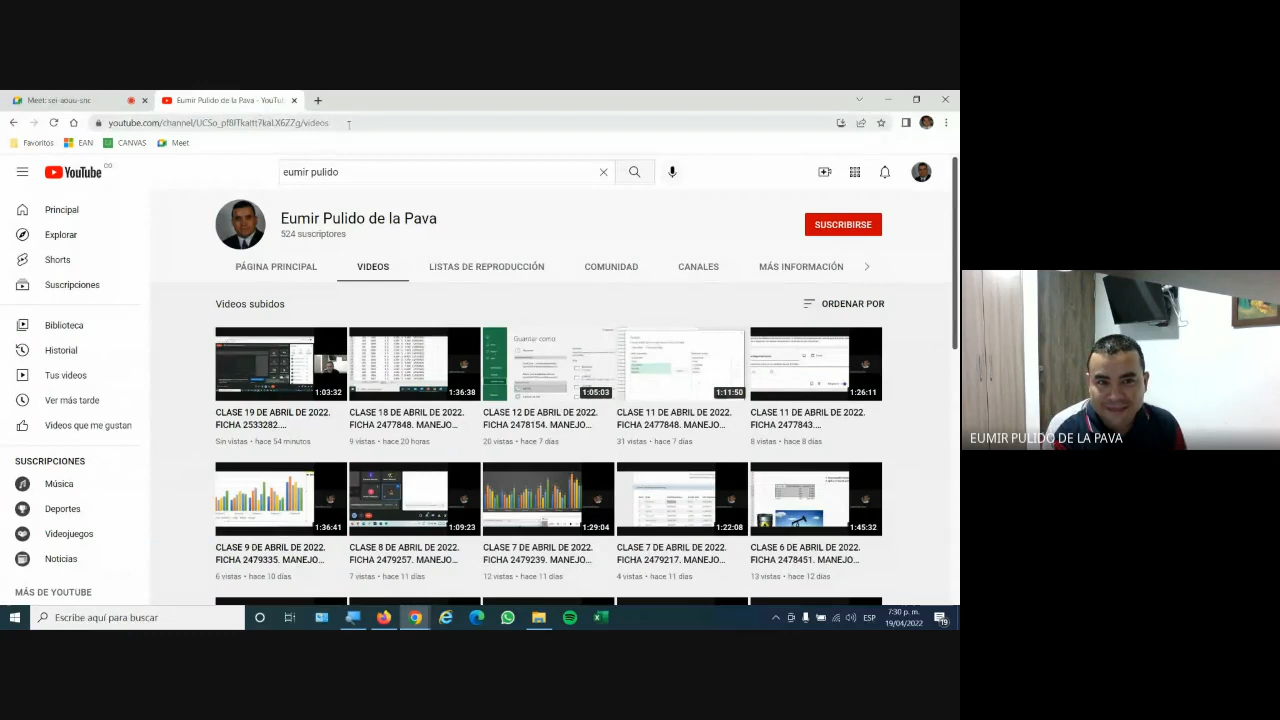 Meet: sei-aouu-snc
Eumir Pulido de la Pava - YouTul
youtube.com/channel/UCSo_pf8ITkaItt7kaLX6ZZg/videos
Favoritos EAN CANVAS Meet
YouTube CO
eumir pulido
Principal
Explorar
Shorts
Suscripciones
Biblioteca
Historial
Tus videos
Ver más tarde
Videos que me gustan
SUSCRIPCIONES
Música
Deportes
Videojuegos
Noticias
MÁS DE YOUTUBE
Eumir Pulido de la Pava
524 suscriptores
SUSCRIBIRSE
PÁGINA PRINCIPAL VIDEOS LISTAS DE REPRODUCCIÓN COMUNIDAD CANALES MÁS INFORMACIÓN
Videos subidos
ORDENAR POR
Guardar como
1:03:32 1:36:38 1:05:03 1:11:50 1:26:11
CLASE 19 DE ABRIL DE 2022. CLASE 18 DE ABRIL DE 2022. CLASE 12 DE ABRIL DE 2022. CLASE 11 DE ABRIL DE 2022. CLASE 11 DE ABRIL DE 2022.
FICHA 2533282.... FICHA 2477848. MANEJO... FICHA 2478154. MANEJO... FICHA 2477848. MANEJO... FICHA 2477843....
Sin vistas • hace 54 minutos 9 vistas • hace 20 horas 20 vistas • hace 7 días 31 vistas • hace 7 días 8 vistas • hace 8 días
1:36:41 1:09:23 1:29:04 1:22:08 1:45:32
CLASE 9 DE ABRIL DE 2022. CLASE 8 DE ABRIL DE 2022. CLASE 7 DE ABRIL DE 2022. CLASE 7 DE ABRIL DE 2022. CLASE 6 DE ABRIL DE 2022.
FICHA 2479335. MANEJO... FICHA 2479257. MANEJO... FICHA 2479239. MANEJO... FICHA 2479217. MANEJO... FICHA 2478451. MANEJO...
6 vistas • hace 10 días 7 vistas • hace 11 días 12 vistas • hace 11 días 4 vistas • hace 11 días 13 vistas • hace 12 días
Escribe aquí para buscar
ESP
7:30 p. m.
19/04/2022
19
EUMIR PULIDO DE LA PAVA